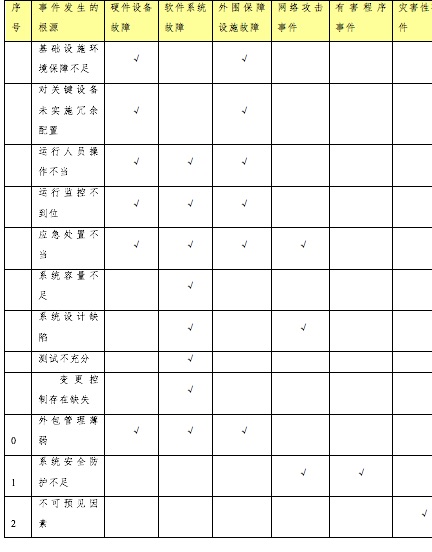 序 事件发生的 硬件设备 软件系统 外围保障 网络攻击 有害程序 灾害性
号 根源 故障 故障 设施故障 事件 事件 件
基础设施环
境保障不足 √ √
对关键设备
未实施冗余 √ √
配置
运行人员操
作不当 √ √ √
运行监控不
到位 √ √ √
应急处置不
当 √ √ √ √
系统容量不
足 √
系统设计缺
陷 √ √
测试不充分 √
变更控
制存在缺失 √
外包管理薄
0 弱 √ √ √
系统安全防
1 护不足 √ √
不可预见因
2 素 √